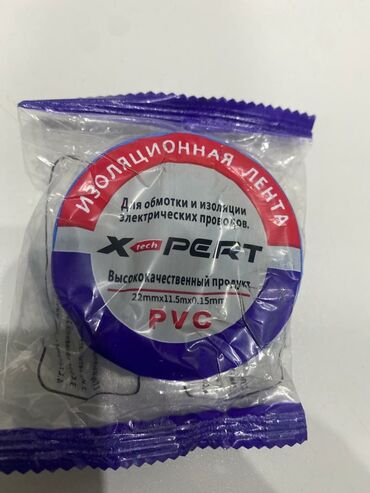 ИЗОЛЯЦИОННАЯ ЛЕНТА
Для обмотки и изоляции
электрических проводов.
X-tech PERT
Высококачественный продукт
22mmx11.5mx0.15mm
PVC